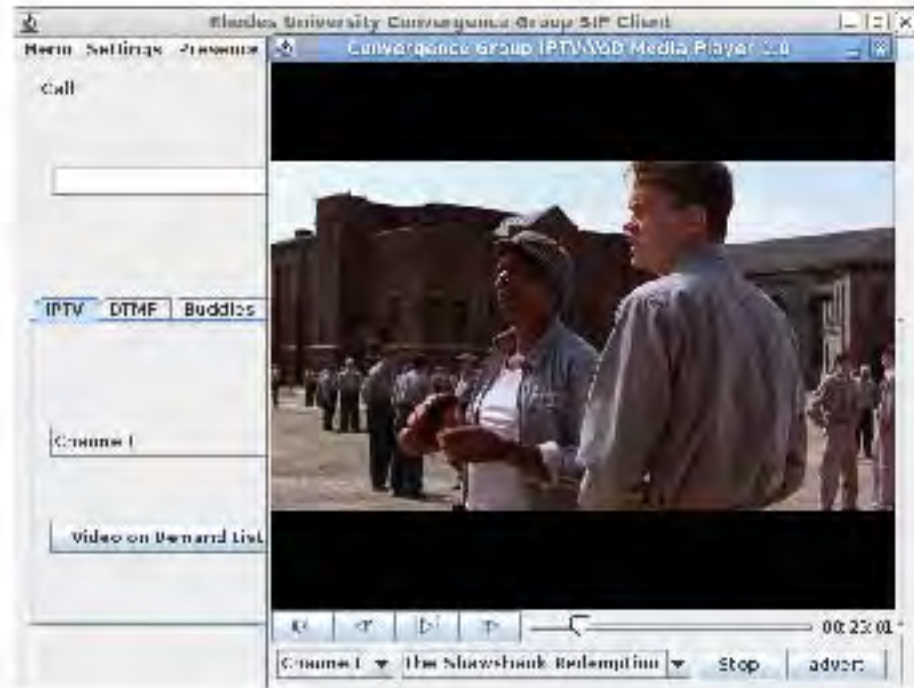 Rhodes University Convergence Group SIP Client
Menu Settings Presence
Convergence Group IPTV/VoD Media Player 1.0
Call
IPTV DTMF Buddies
Channel
Video on Demand List
00:23:01
Channel The Shawshank Redemption Stop advert